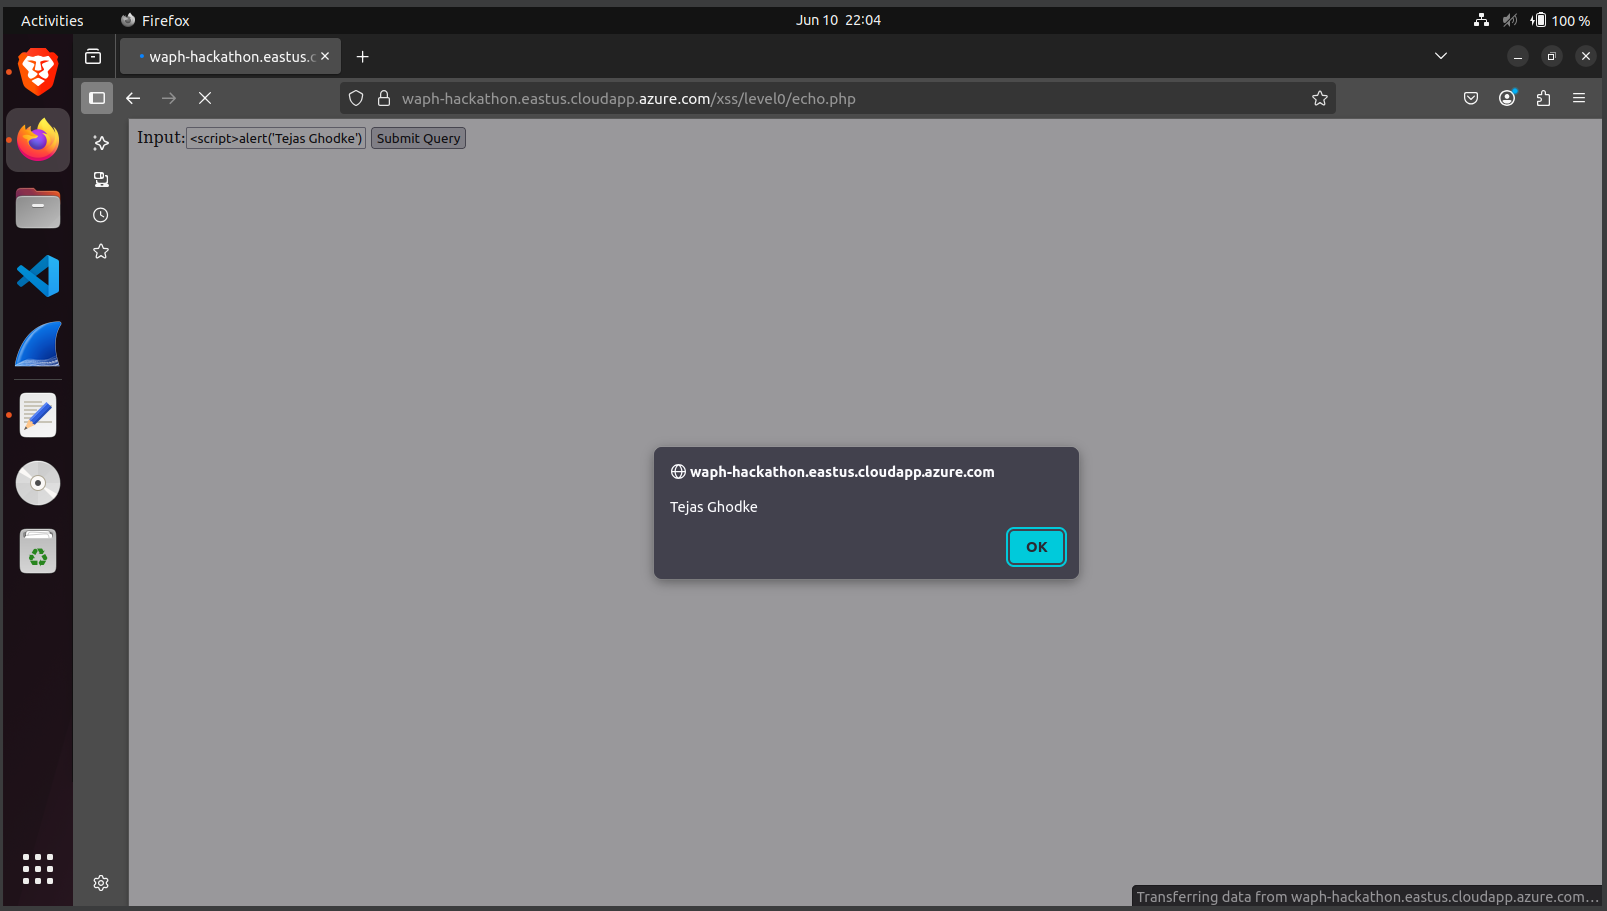 Activities
Firefox
Jun 10 22:04
100 %
waph-hackathon.eastus.c
waph-hackathon.eastus.cloudapp.azure.com/xss/level0/echo.php
Input:
<script>alert('Tejas Ghodke')
Submit Query
waph-hackathon.eastus.cloudapp.azure.com
Tejas Ghodke
OK
Transferring data from waph-hackathon.eastus.cloudapp.azure.com…